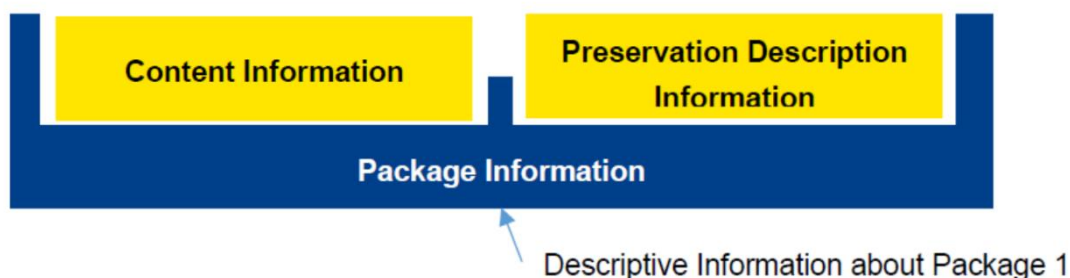 Content Information
Preservation Description
Information
Package Information
Descriptive Information about Package 1